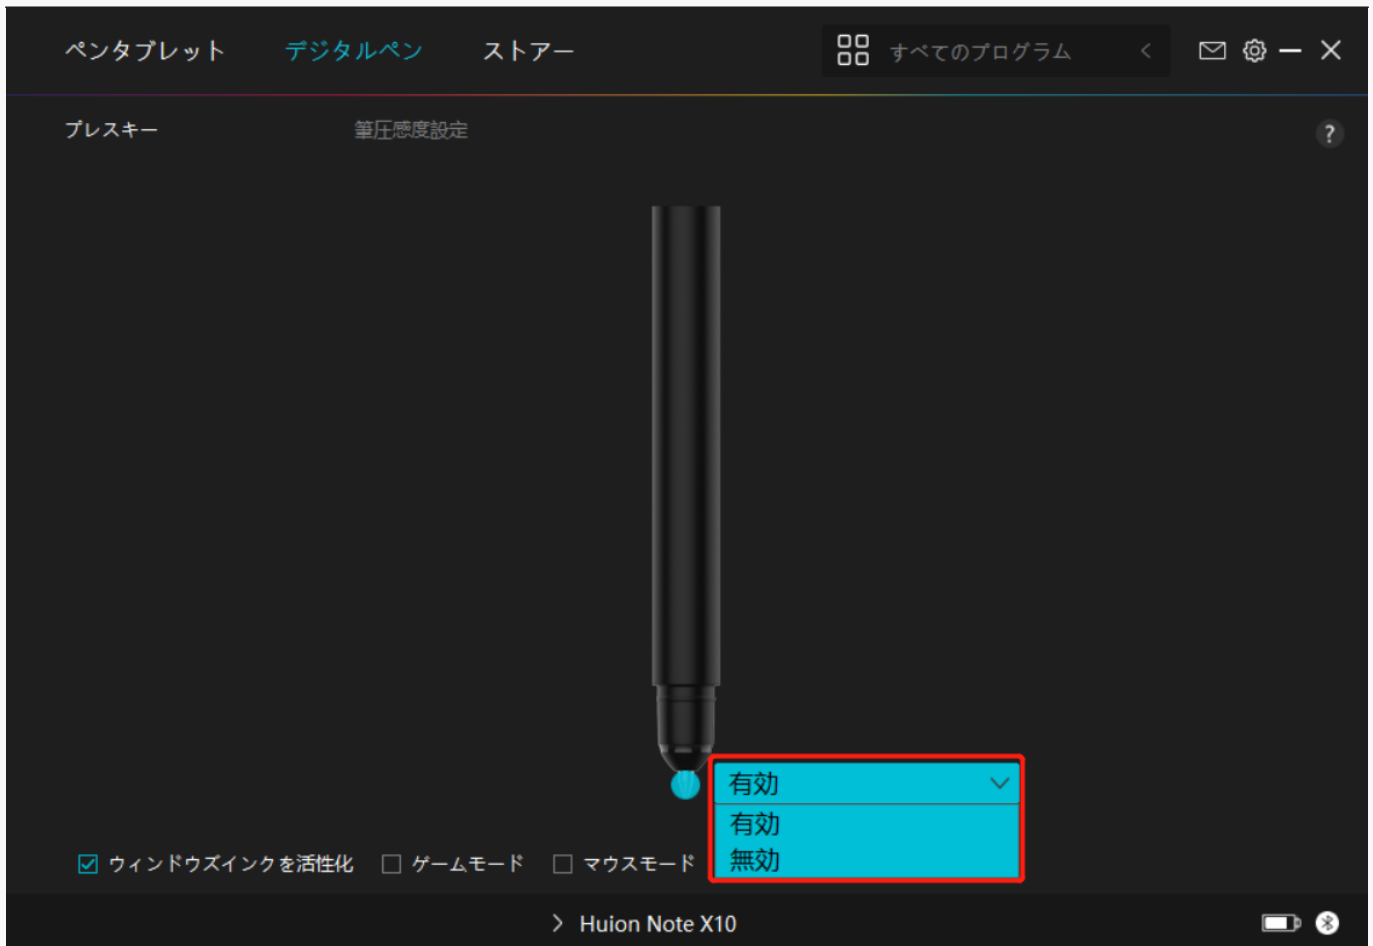 ペンタブレット デジタルペン ストアー すべてのプログラム
プレスキー 筆圧感度設定 ?
有効
有効
無効
ウィンドウズインクを活性化 ゲームモード マウスモード
Huion Note X10